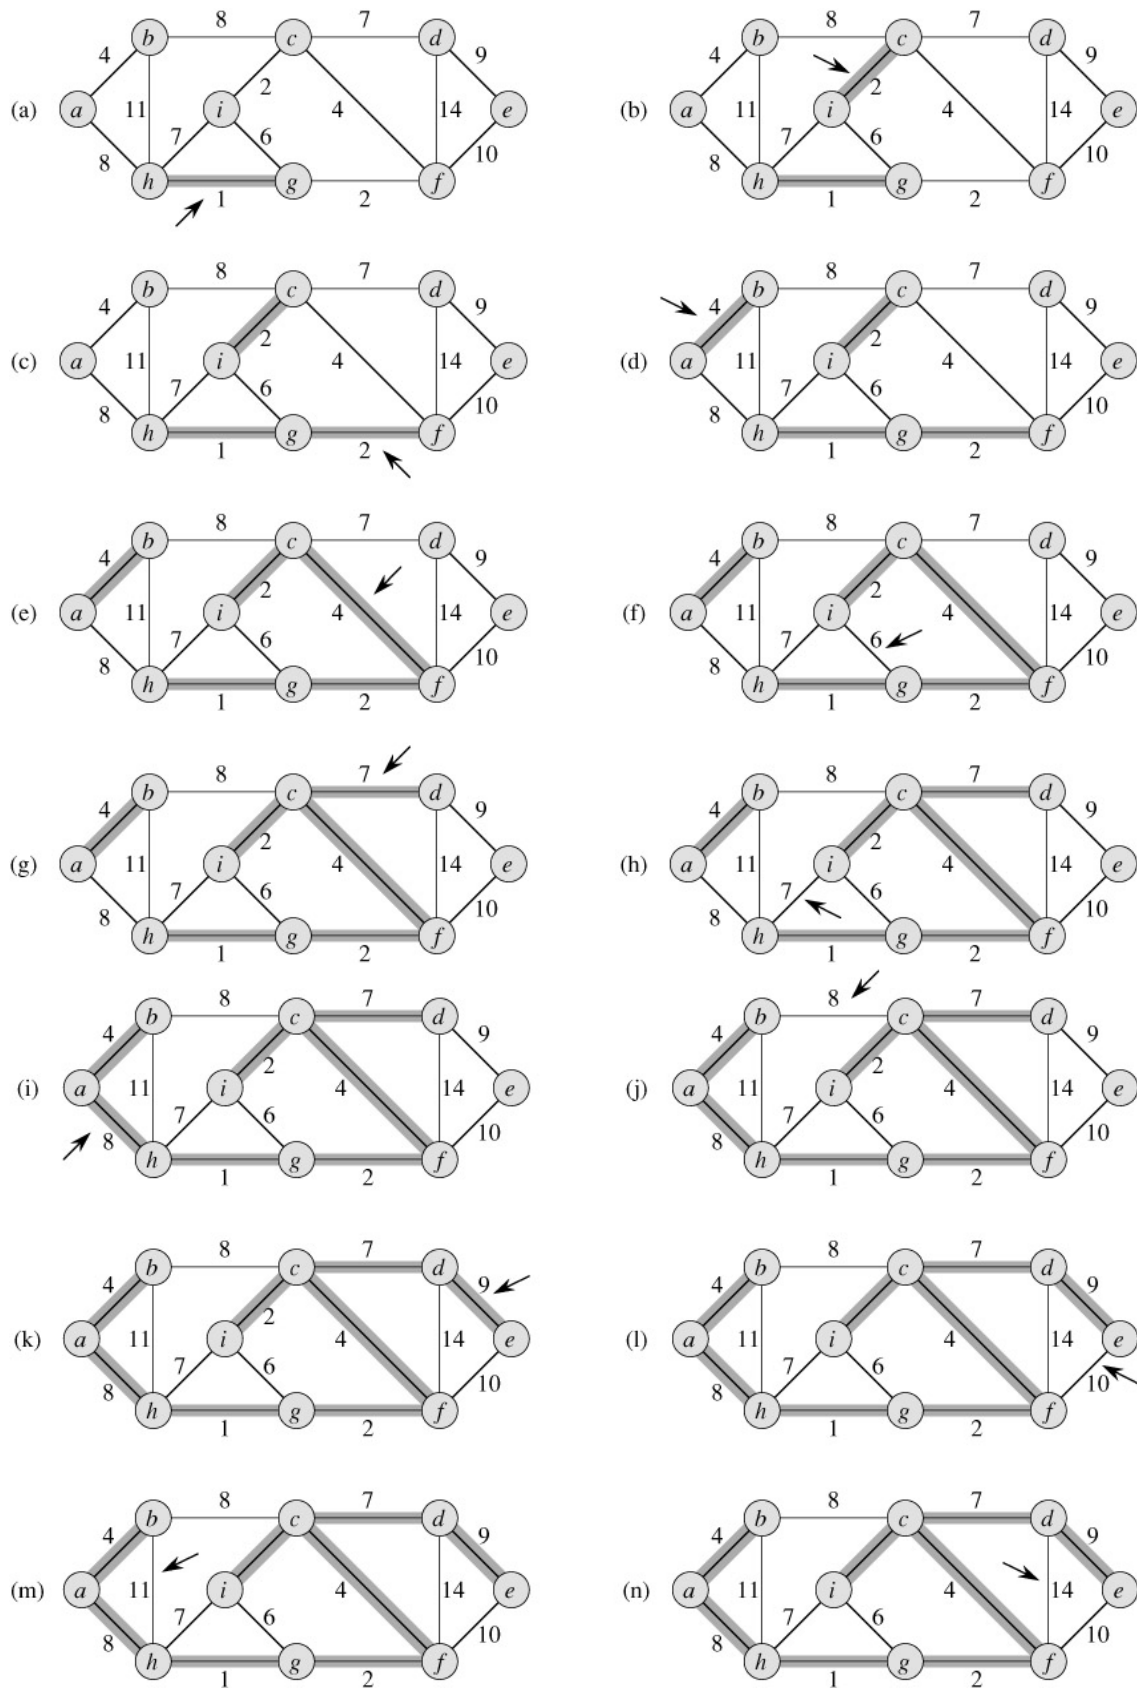 8 7
b c d
4 9
2
(a) a 11 i 4 14 e
7 6
8 10
h g f
1 2
8 7
b c d
4 9
2
(b) a 11 i 4 14 e
7 6
8 10
h g f
1 2
8 7
b c d
4 9
2
(c) a 11 i 4 14 e
7 6
8 10
h g f
1 2
8 7
b c d
4 9
2
(d) a 11 i 4 14 e
7 6
8 10
h g f
1 2
8 7
b c d
4 9
2
(e) a 11 i 4 14 e
7 6
8 10
h g f
1 2
8 7
b c d
4 9
2
(f) a 11 i 4 14 e
7 6
8 10
h g f
1 2
8 7
b c d
4 9
2
(g) a 11 i 4 14 e
7 6
8 10
h g f
1 2
8 7
b c d
4 9
2
(h) a 11 i 4 14 e
7 6
8 10
h g f
1 2
8 7
b c d
4 9
2
(i) a 11 i 4 14 e
7 6
8 10
h g f
1 2
8 7
b c d
4 9
2
(j) a 11 i 4 14 e
7 6
8 10
h g f
1 2
8 7
b c d
4 9
2
(k) a 11 i 4 14 e
7 6
8 10
h g f
1 2
8 7
b c d
4 9
(l) a 11 i 4 14 e
7 6
8 10
h g f
1 2
8 7
b c d
4 9
(m) a 11 i 4 14 e
7 6
8 10
h g f
1 2
8 7
b c d
4 9
(n) a 11 i 4 14 e
7 6
8 10
h g f
1 2